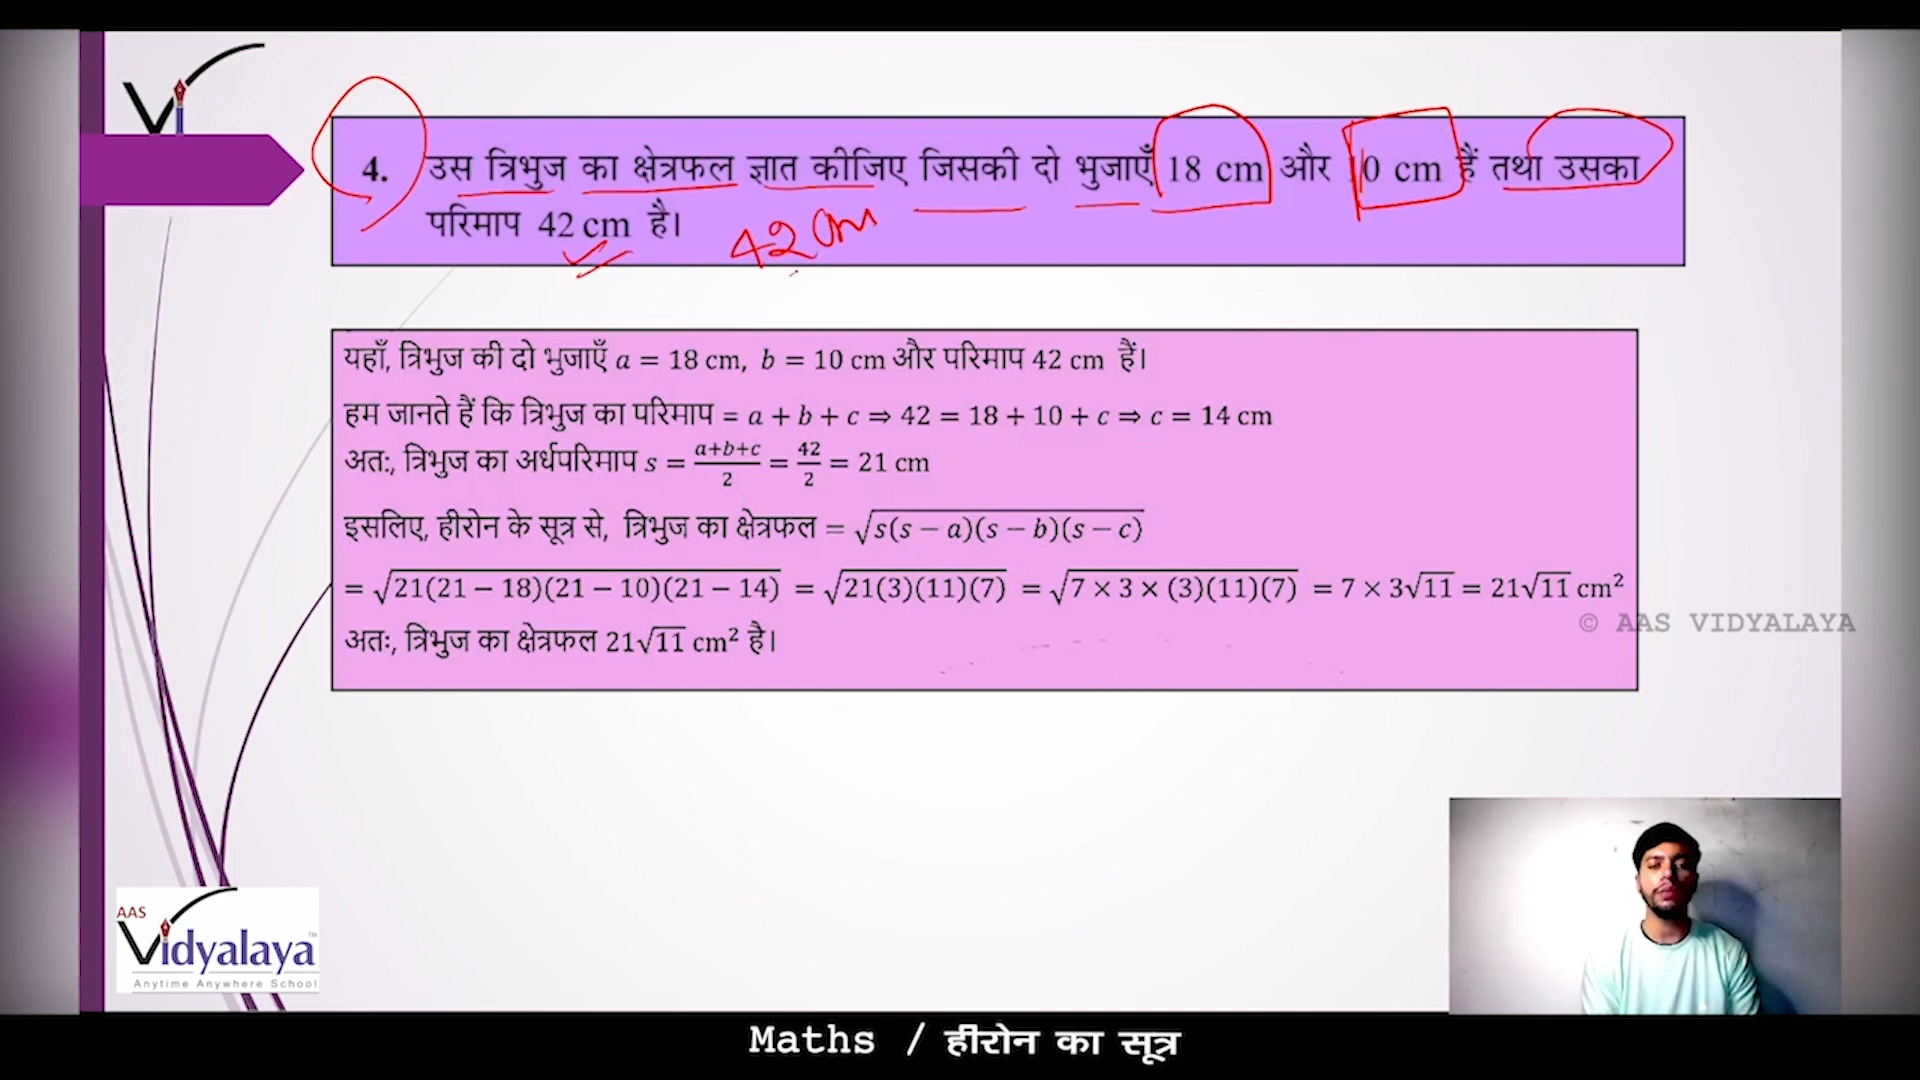 4. उस त्रिभुज का क्षेत्रफल ज्ञात कीजिए जिसकी दो भुजाएँ 18 cm और 10 cm हैं तथा उसका
परिमाप 42 cm है।
42 cm
यहाँ, त्रिभुज की दो भुजाएँ a = 18 cm, b = 10 cm और परिमाप 42 cm हैं।
हम जानते हैं कि त्रिभुज का परिमाप = a + b + c ⇒ 42 = 18 + 10 + c ⇒ c = 14 cm
अतः, त्रिभुज का अर्धपरिमाप s = (a+b+c)/2 = 42/2 = 21 cm
इसलिए, हीरोन के सूत्र से, त्रिभुज का क्षेत्रफल = √s(s − a)(s − b)(s − c)
= √21(21 − 18)(21 − 10)(21 − 14) = √21(3)(11)(7) = √7 × 3 × (3)(11)(7) = 7 × 3√11 = 21√11 cm²
© AAS VIDYALAYA
अतः, त्रिभुज का क्षेत्रफल 21√11 cm² है।
AAS
Vidyalaya™
Anytime Anywhere School
Maths / हीरोन का सूत्र